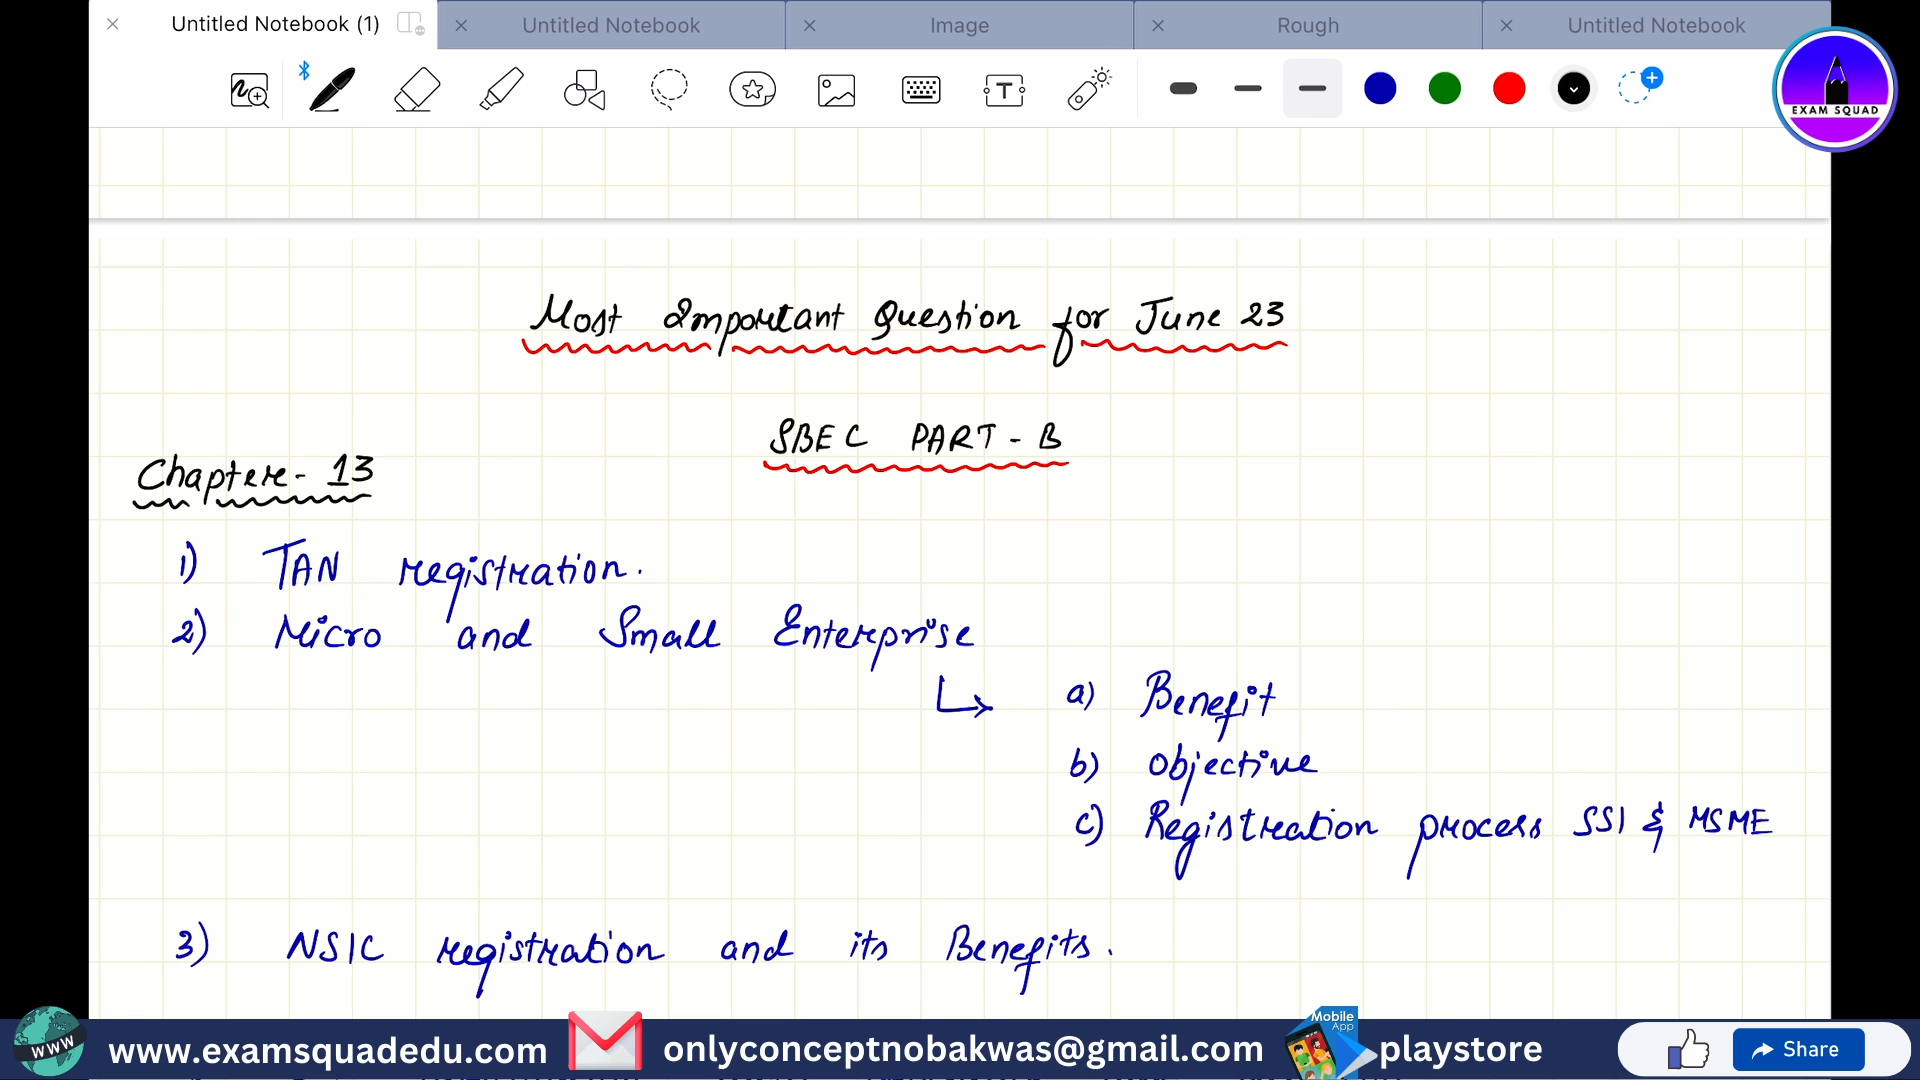 Untitled Notebook (1)
Untitled Notebook
Image
Rough
Untitled Notebook
T
EXAM SQUAD
Most Important Question for June 23
SBEC PART - B
Chapter - 13
1) TAN registration.
2) Micro and Small Enterprise
a) Benefit
b) Objective
c) Registration process SSI & MSME
3) NSIC registration and its Benefits.
WWW
www.examsquadedu.com
onlyconceptnobakwas@gmail.com
Mobile
App
playstore
Share